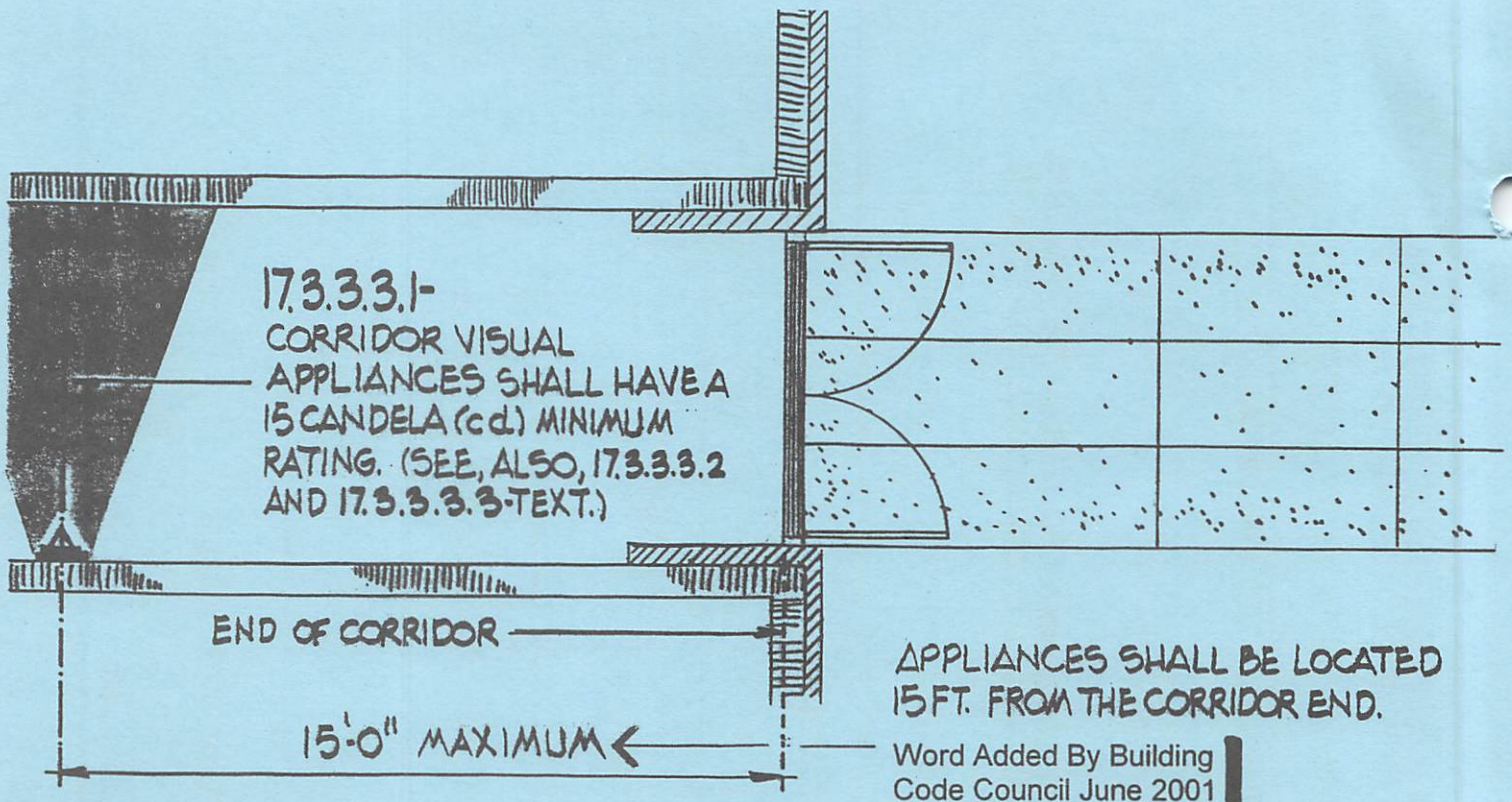 17.3.3.3.1-
CORRIDOR VISUAL
APPLIANCES SHALL HAVE A
15 CANDELA (cd) MINIMUM
RATING. (SEE, ALSO, 17.3.3.3.2
AND 17.3.3.3.3-TEXT.)
END OF CORRIDOR
APPLIANCES SHALL BE LOCATED
15 FT. FROM THE CORRIDOR END.
15'-0" MAXIMUM
Word Added By Building
Code Council June 2001